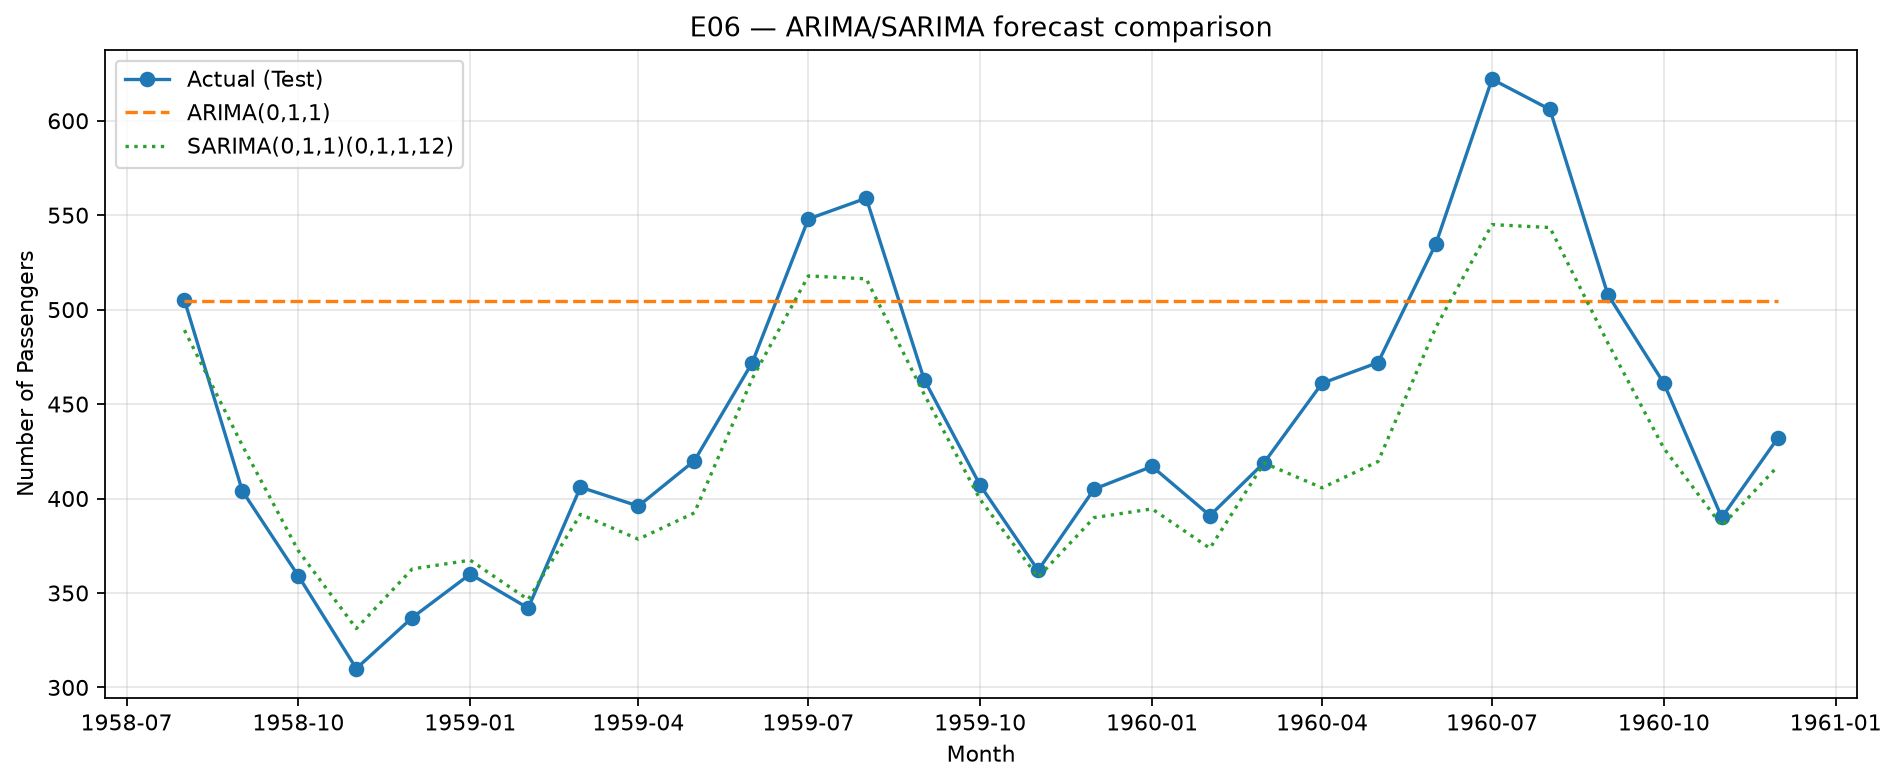 E06 — ARIMA/SARIMA forecast comparison
Actual (Test)
ARIMA(0,1,1)
SARIMA(0,1,1)(0,1,1,12)
Number of Passengers
600
550
500
450
400
350
300
1958-07 1958-10 1959-01 1959-04 1959-07 1959-10 1960-01 1960-04 1960-07 1960-10 1961-01
Month